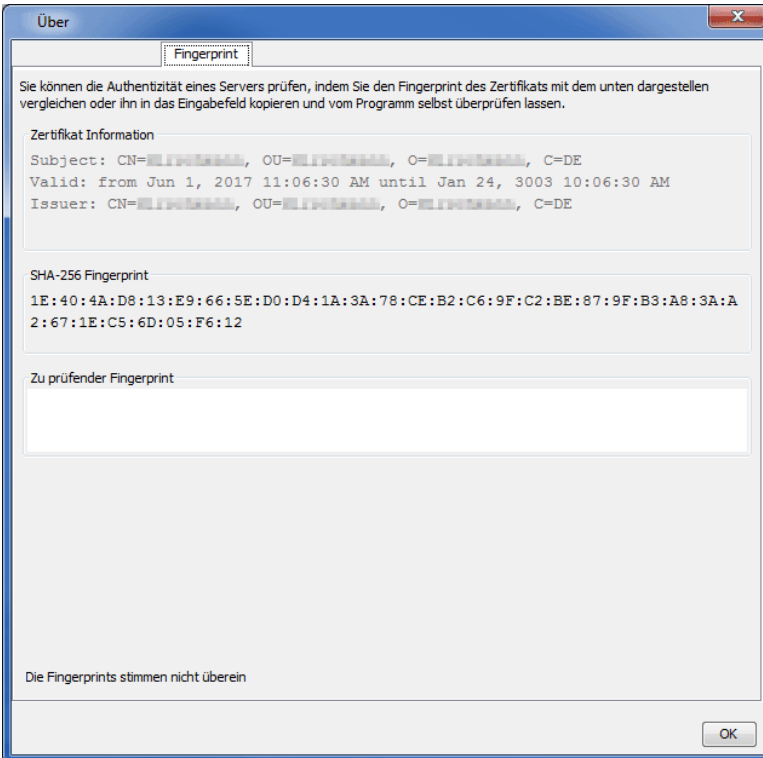 Über
Fingerprint
Sie können die Authentizität eines Servers prüfen, indem Sie den Fingerprint des Zertifikats mit dem unten dargestellen
vergleichen oder ihn in das Eingabefeld kopieren und vom Programm selbst überprüfen lassen.
Zertifikat Information
Subject: CN=, OU=, O=, C=DE
Valid: from Jun 1, 2017 11:06:30 AM until Jan 24, 3003 10:06:30 AM
Issuer: CN=, OU=, O=, C=DE
SHA-256 Fingerprint
1E:40:4A:D8:13:E9:66:5E:D0:D4:1A:3A:78:CE:B2:C6:9F:C2:BE:87:9F:B3:A8:3A:A
2:67:1E:C5:6D:05:F6:12
Zu prüfender Fingerprint
Die Fingerprints stimmen nicht überein
OK